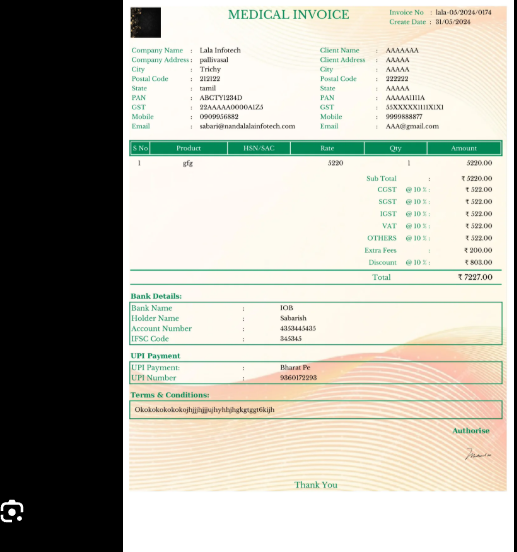 MEDICAL INVOICE
Invoice No : lala-05/2024/0174
Create Date : 31/05/2024
Company Name : Lala Infotech
Company Address : pallivasal
City : Trichy
Postal Code : 212122
State : tamil
PAN : ABCTY1234D
GST : 22AAAAA0000A1Z5
Mobile : 0909956882
Email : sabari@nandalalainfotech.com
Client Name : AAAAAAA
Client Address : AAAAA
City : AAAAA
Postal Code : 222222
State : AAAAA
PAN : AAAAA1111A
GST : 55XXXXX1111X1X1
Mobile : 9999888877
Email : AAA@gmail.com
S No Product HSN/SAC Rate Qty Amount
1 gfg 5220 1 5220.00
Sub Total : ₹ 5220.00
CGST @ 10 % : ₹ 522.00
SGST @ 10 % : ₹ 522.00
IGST @ 10 % : ₹ 522.00
VAT @ 10 % : ₹ 522.00
OTHERS @ 10 % : ₹ 522.00
Extra Fees : ₹ 200.00
Discount @ 10 % : ₹ 803.00
Total ₹ 7227.00
Bank Details:
Bank Name : IOB
Holder Name : Sabarish
Account Number : 4353445435
IFSC Code : 345345
UPI Payment
UPI Payment: : Bharat Pe
UPI Number : 9360172293
Terms & Conditions:
Authorise
Thank You